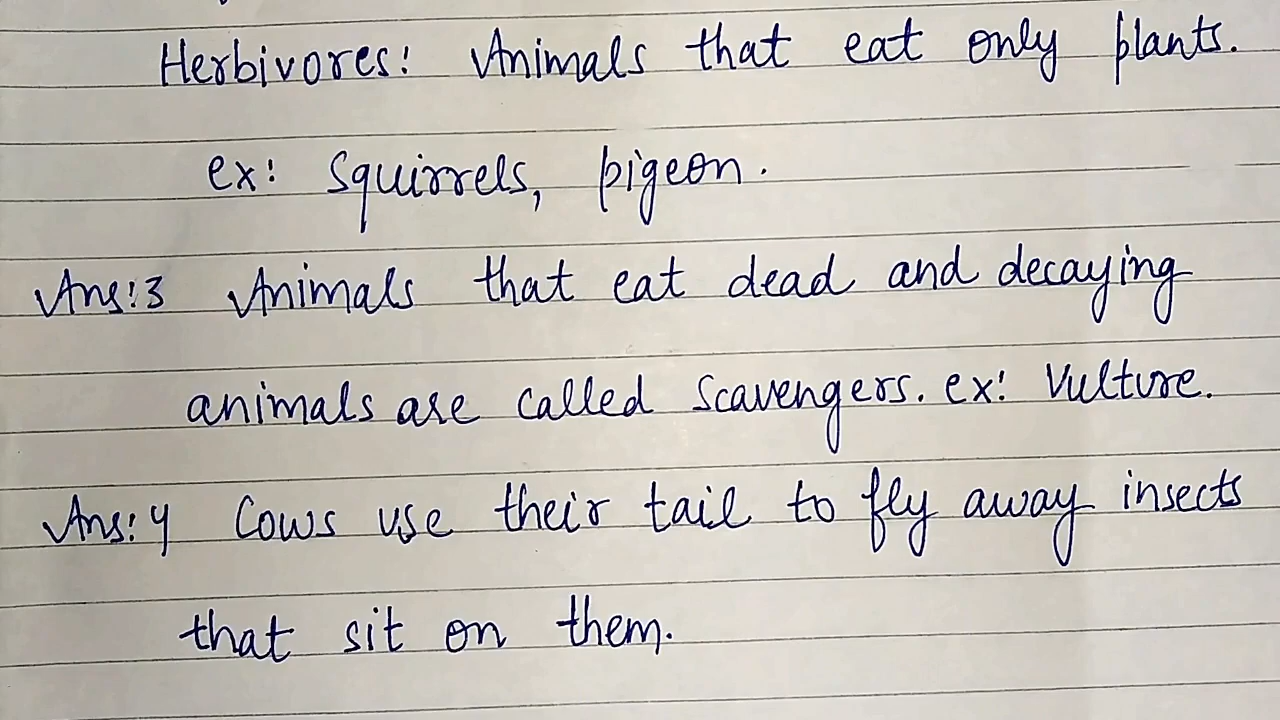 Herbivores: Animals that eat only plants.
ex: Squirrels, pigeon.
Ans:3 Animals that eat dead and decaying
animals are called Scavengers. ex: Vulture.
Ans:4 Cows use their tail to fly away insects
that sit on them.